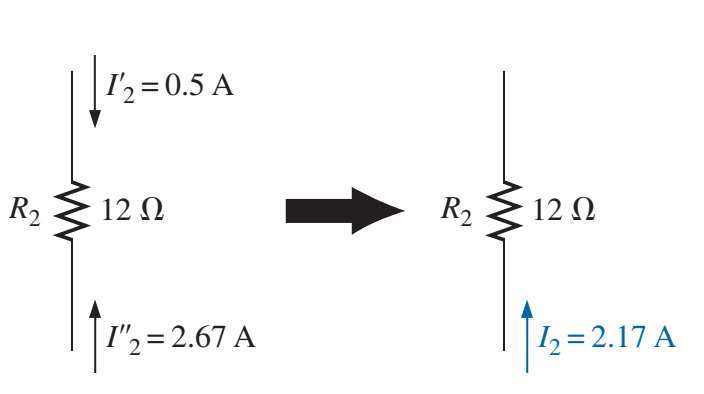 I′₂ = 0.5 A
R₂ 12 Ω
I″₂ = 2.67 A
R₂ 12 Ω
I₂ = 2.17 A